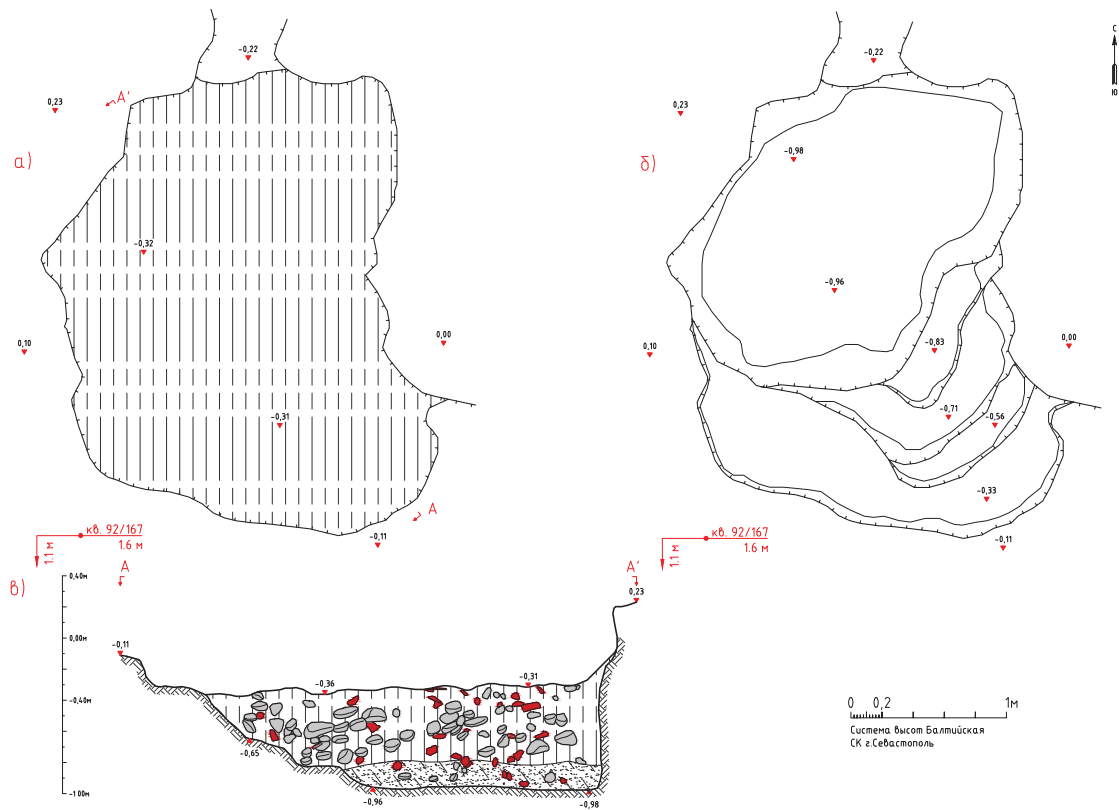 -0,22
0,23
А'
а)
-0,32
0,10
0,00
-0,31
А
кв. 92/167
1.6 м
1.1 м
-0,11
с
ю
-0,22
0,23
б)
-0,98
-0,96
0,10
-0,83
0,00
-0,71
-0,56
-0,33
кв. 92/167
1.6 м
1.1 м
-0,11
в)
А
А'
0,40м
0,23
0,00м
-0,11
-0,36
-0,31
-0,40м
-0,65
-0,96
-0,98
-1,00м
0 0,2 1м
Система высот Балтийская
СК г.Севастополь